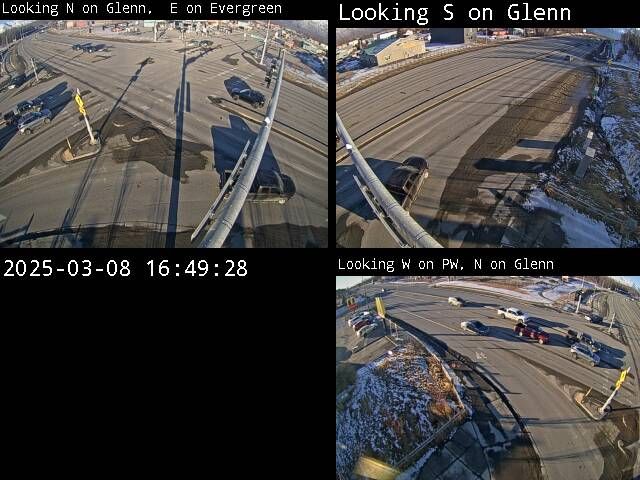 Looking N on Glenn,  E on Evergreen
Looking S on Glenn
2025-03-08 16:49:28
Looking W on PW, N on Glenn